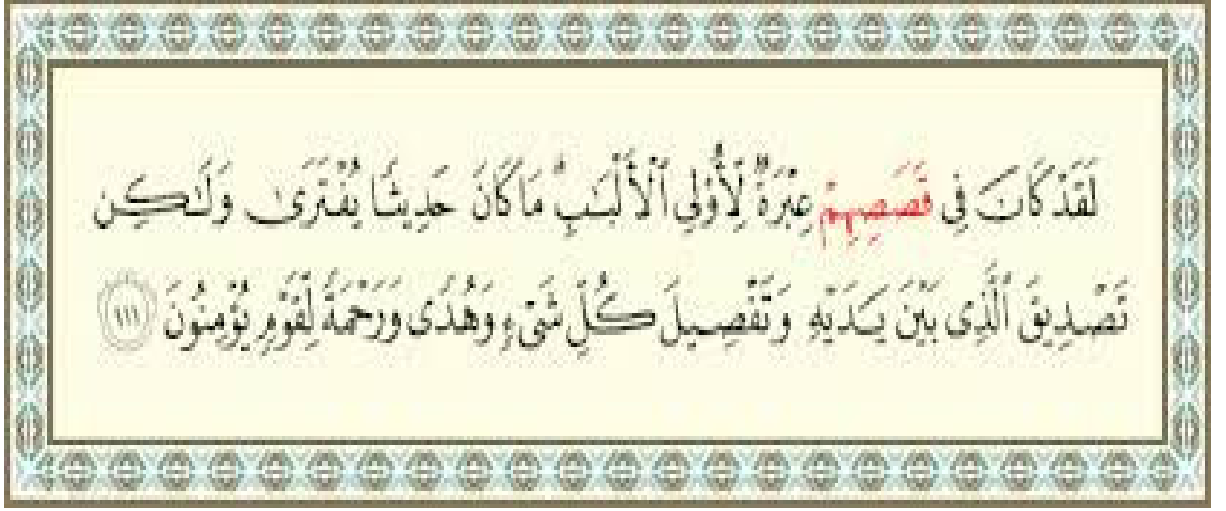 لَقَدْ كَانَ فِى قَصَصِهِمْ عِبْرَةٌ لِّأُو۟لِى ٱلْأَلْبَـٰبِ ۗ مَا كَانَ حَدِيثًا يُفْتَرَىٰ وَلَـٰكِن
تَصْدِيقَ ٱلَّذِى بَيْنَ يَدَيْهِ وَتَفْصِيلَ كُلِّ شَىْءٍ وَهُدًى وَرَحْمَةً لِّقَوْمٍ يُؤْمِنُونَ ١١١